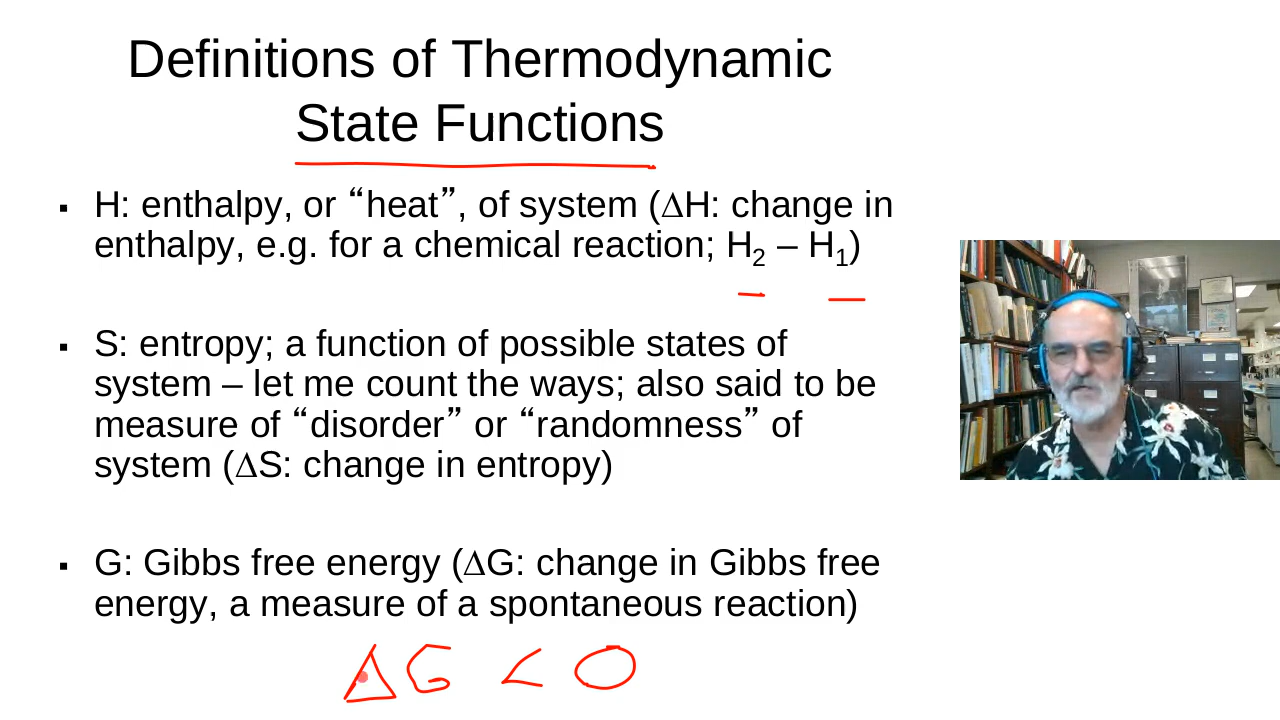 Definitions of Thermodynamic
State Functions
▪ H: enthalpy, or “heat”, of system (ΔH: change in
enthalpy, e.g. for a chemical reaction; H₂ – H₁)
▪ S: entropy; a function of possible states of
system – let me count the ways; also said to be
measure of “disorder” or “randomness” of
system (ΔS: change in entropy)
▪ G: Gibbs free energy (ΔG: change in Gibbs free
energy, a measure of a spontaneous reaction)
ΔG < 0